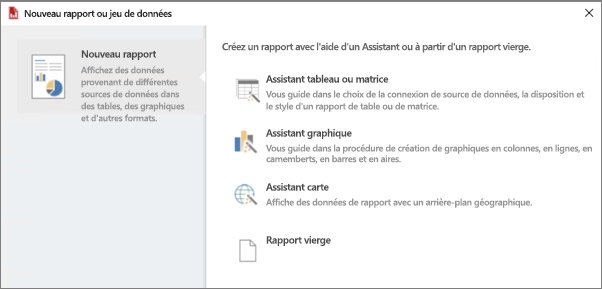 Nouveau rapport ou jeu de données
Nouveau rapport
Affichez des données
provenant de différentes
sources de données dans
des tables, des graphiques
et d'autres formats.
Créez un rapport avec l'aide d'un Assistant ou à partir d'un rapport vierge.
Assistant tableau ou matrice
Vous guide dans le choix de la connexion de source de données, la disposition et
le style d'un rapport de table ou de matrice.
Assistant graphique
Vous guide dans la procédure de création de graphiques en colonnes, en lignes, en
camemberts, en barres et en aires.
Assistant carte
Affiche des données de rapport avec un arrière-plan géographique.
Rapport vierge